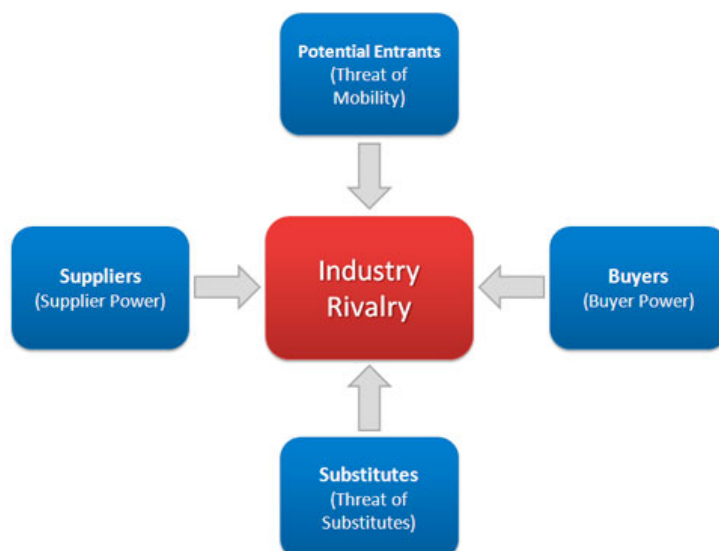 Potential Entrants
(Threat of
Mobility)
Suppliers
(Supplier Power)
Industry
Rivalry
Buyers
(Buyer Power)
Substitutes
(Threat of
Substitutes)